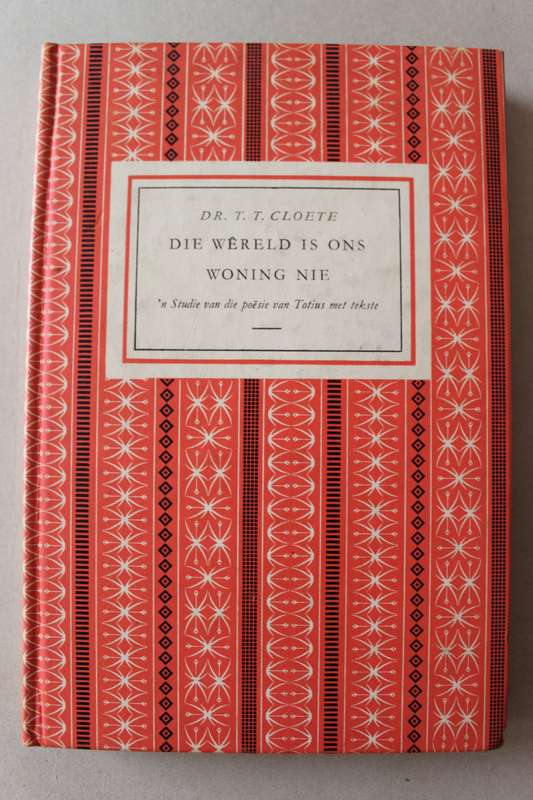 DR. T. T. CLOETE
DIE WÊRELD IS ONS
WONING NIE
'n Studie van die poësie van Totius met tekste